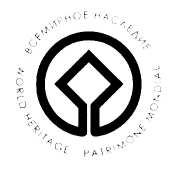 ВСЕМИРНОЕ НАСЛЕДИЕ
WORLD HERITAGE
PATRIMOINE MONDIAL